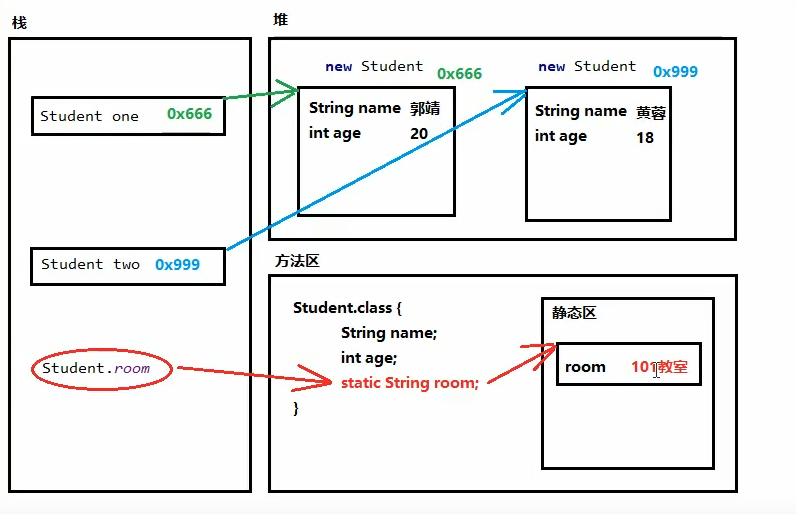 栈
Student one 0x666
Student two 0x999
Student.room
堆
new Student 0x666
String name 郭靖
int age 20
new Student 0x999
String name 黄蓉
int age 18
方法区
Student.class {
String name;
int age;
static String room;
}
静态区
room 101教室